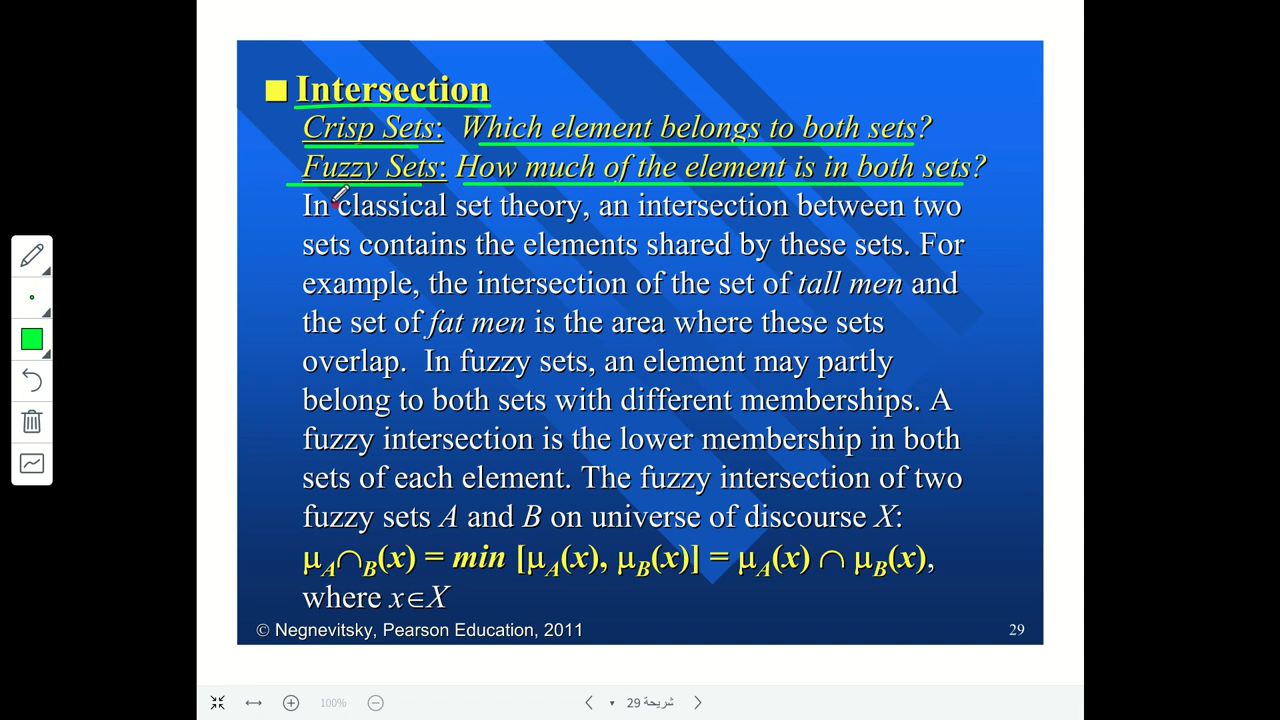 Intersection
Crisp Sets: Which element belongs to both sets?
Fuzzy Sets: How much of the element is in both sets?
In classical set theory, an intersection between two
sets contains the elements shared by these sets. For
example, the intersection of the set of tall men and
the set of fat men is the area where these sets
overlap. In fuzzy sets, an element may partly
belong to both sets with different memberships. A
fuzzy intersection is the lower membership in both
sets of each element. The fuzzy intersection of two
fuzzy sets A and B on universe of discourse X:
μA∩B(x) = min [μA(x), μB(x)] = μA(x) ∩ μB(x),
where x∈X
© Negnevitsky, Pearson Education, 2011
29
100%
شريحة 29